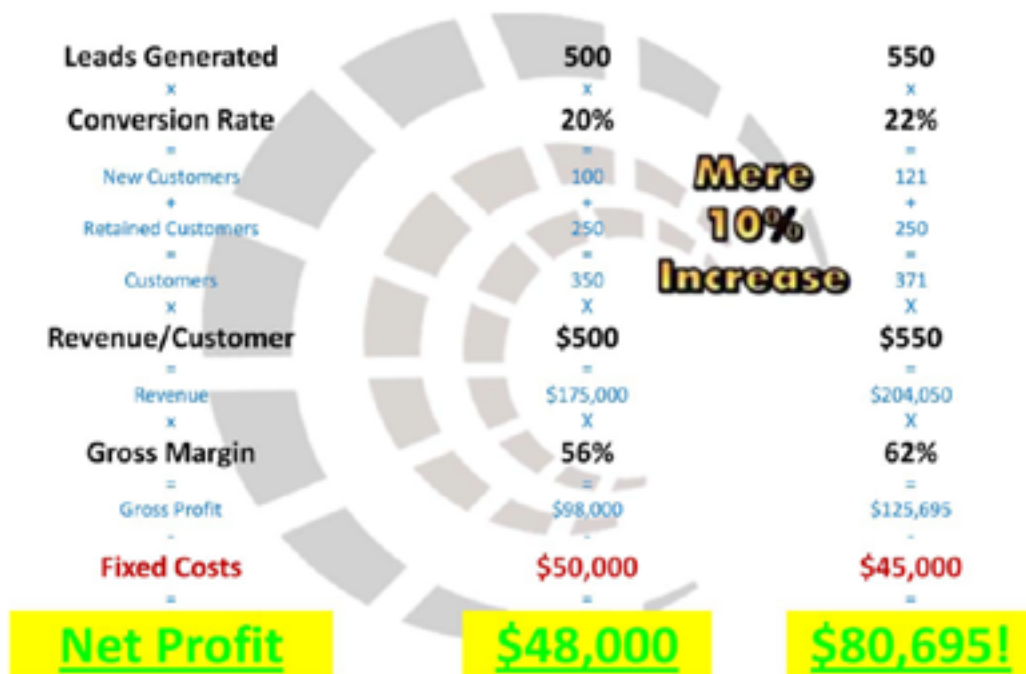 Leads Generated 500 550
x x x
Conversion Rate 20% 22%
= = =
New Customers 100 Mere 121
+ + +
Retained Customers 250 10% 250
= = =
Customers 350 Increase 371
x X X
Revenue/Customer $500 $550
= = =
Revenue $175,000 $204,050
x X X
Gross Margin 56% 62%
= = =
Gross Profit $98,000 $125,695
- - -
Fixed Costs $50,000 $45,000
= = =
Net Profit $48,000 $80,695!